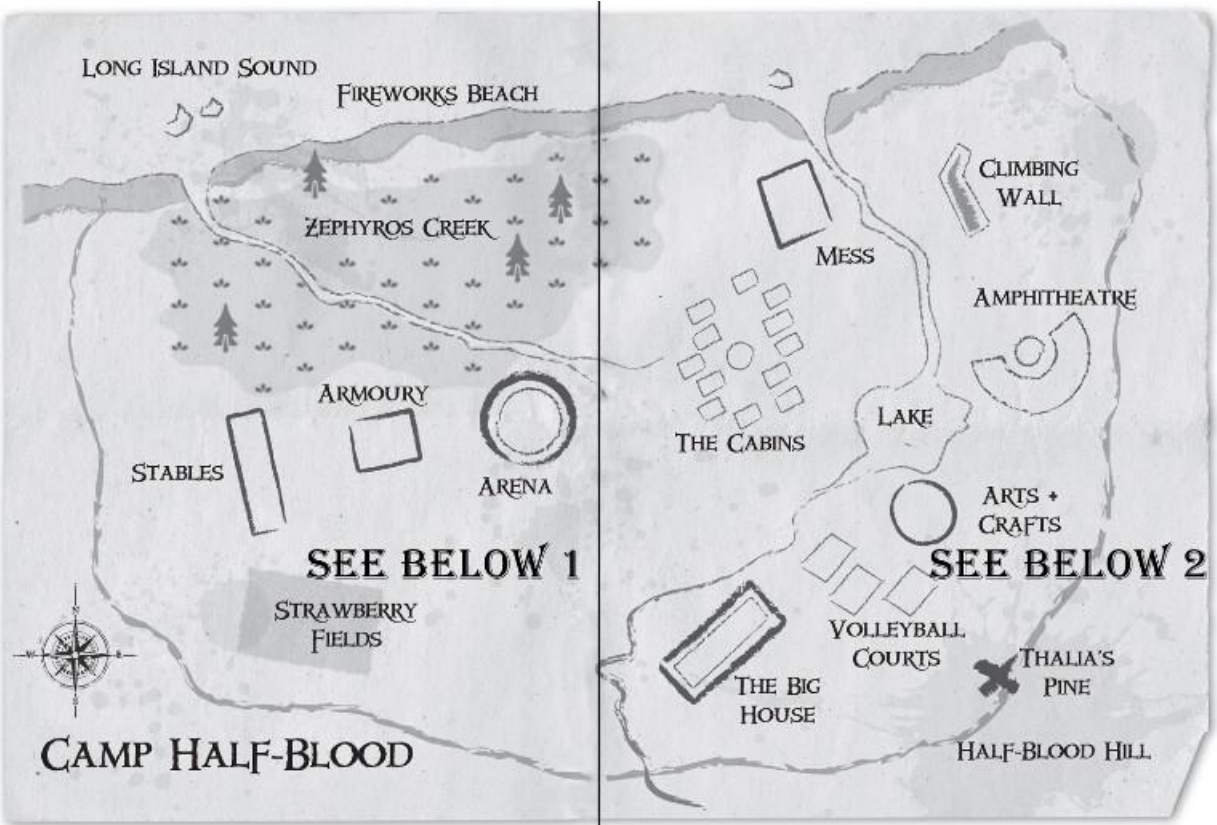 LONG ISLAND SOUND
FIREWORKS BEACH
ZEPHYROS CREEK
CLIMBING
WALL
MESS
AMPHITHEATRE
ARMOURY
STABLES
ARENA
THE CABINS
LAKE
ARTS +
CRAFTS
SEE BELOW 1
SEE BELOW 2
STRAWBERRY
FIELDS
N
W
E
S
VOLLEYBALL
COURTS
THALIA'S
PINE
THE BIG
HOUSE
CAMP HALF-BLOOD
HALF-BLOOD HILL